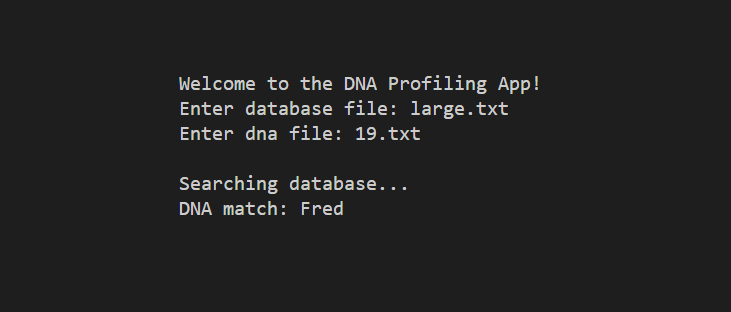 Welcome to the DNA Profiling App!
Enter database file: large.txt
Enter dna file: 19.txt
Searching database...
DNA match: Fred